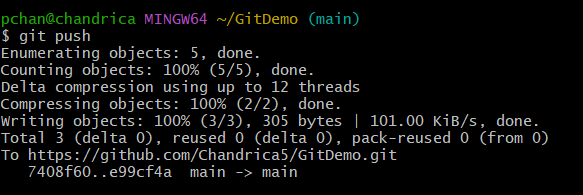 pchan@chandrica MINGW64 ~/GitDemo (main)
$ git push
Enumerating objects: 5, done.
Counting objects: 100% (5/5), done.
Delta compression using up to 12 threads
Compressing objects: 100% (2/2), done.
Writing objects: 100% (3/3), 305 bytes | 101.00 KiB/s, done.
Total 3 (delta 0), reused 0 (delta 0), pack-reused 0 (from 0)
To https://github.com/Chandrica5/GitDemo.git
   7408f60..e99cf4a  main -> main